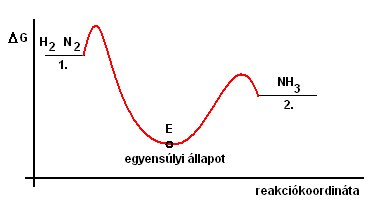 ΔG
H₂ N₂
1.
E
egyensúlyi állapot
NH₃
2.
reakciókoordináta